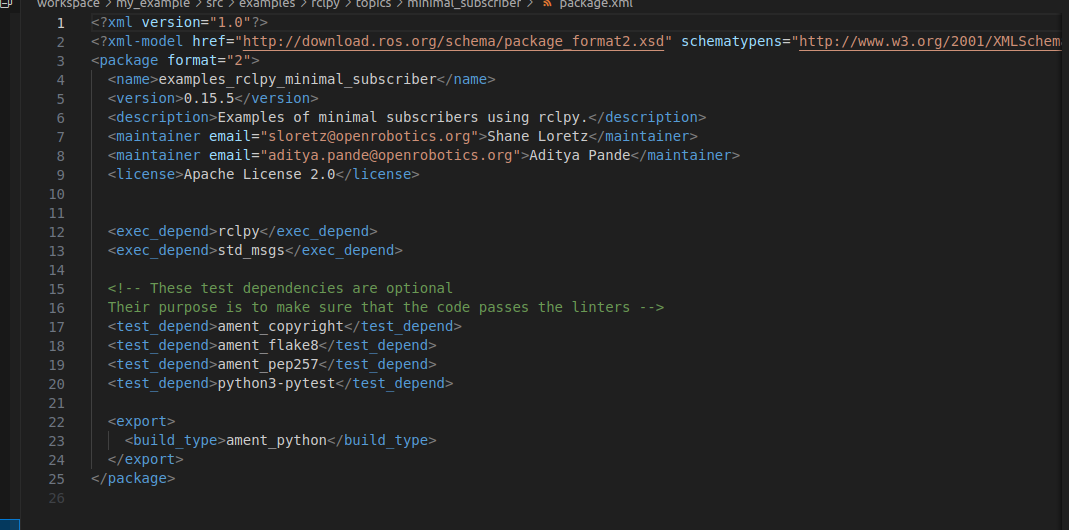 workspace > my_example > src > examples > rclpy > topics > minimal_subscriber > package.xml
1 <?xml version="1.0"?>
2 <?xml-model href="http://download.ros.org/schema/package_format2.xsd" schematypens="http://www.w3.org/2001/XMLSchem
3 <package format="2">
4 <name>examples_rclpy_minimal_subscriber</name>
5 <version>0.15.5</version>
6 <description>Examples of minimal subscribers using rclpy.</description>
7 <maintainer email="sloretz@openrobotics.org">Shane Loretz</maintainer>
8 <maintainer email="aditya.pande@openrobotics.org">Aditya Pande</maintainer>
9 <license>Apache License 2.0</license>
10
11
12 <exec_depend>rclpy</exec_depend>
13 <exec_depend>std_msgs</exec_depend>
14
15 <!-- These test dependencies are optional
16 Their purpose is to make sure that the code passes the linters -->
17 <test_depend>ament_copyright</test_depend>
18 <test_depend>ament_flake8</test_depend>
19 <test_depend>ament_pep257</test_depend>
20 <test_depend>python3-pytest</test_depend>
21
22 <export>
23 <build_type>ament_python</build_type>
24 </export>
25 </package>
26